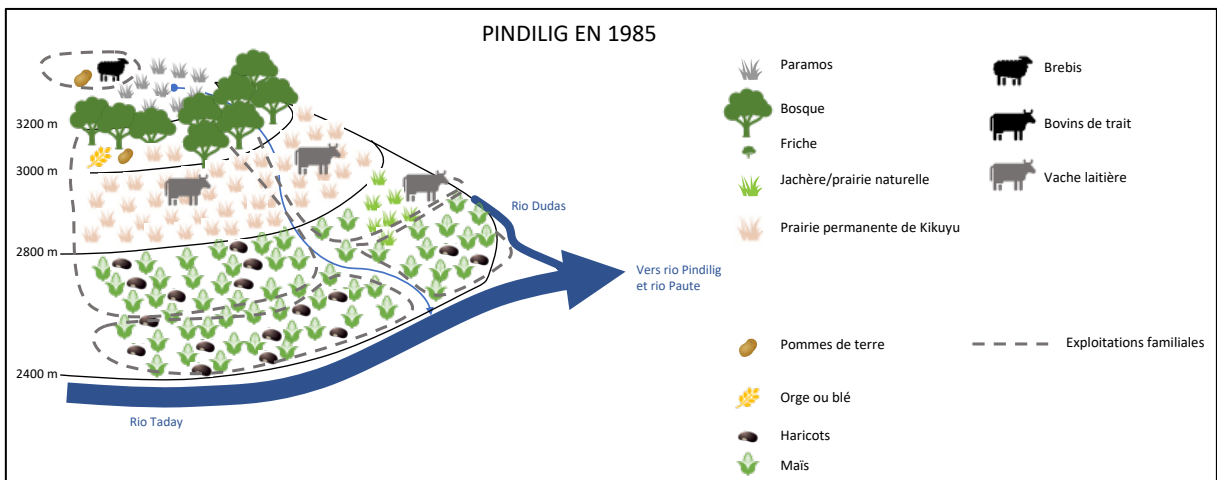 PINDILIG EN 1985
3200 m
3000 m
2800 m
2400 m
Rio Dudas
Vers rio Pindilig
et rio Paute
Rio Taday
Paramos
Bosque
Friche
Jachère/prairie naturelle
Prairie permanente de Kikuyu
Brebis
Bovins de trait
Vache laitière
Pommes de terre
Exploitations familiales
Orge ou blé
Haricots
Maïs